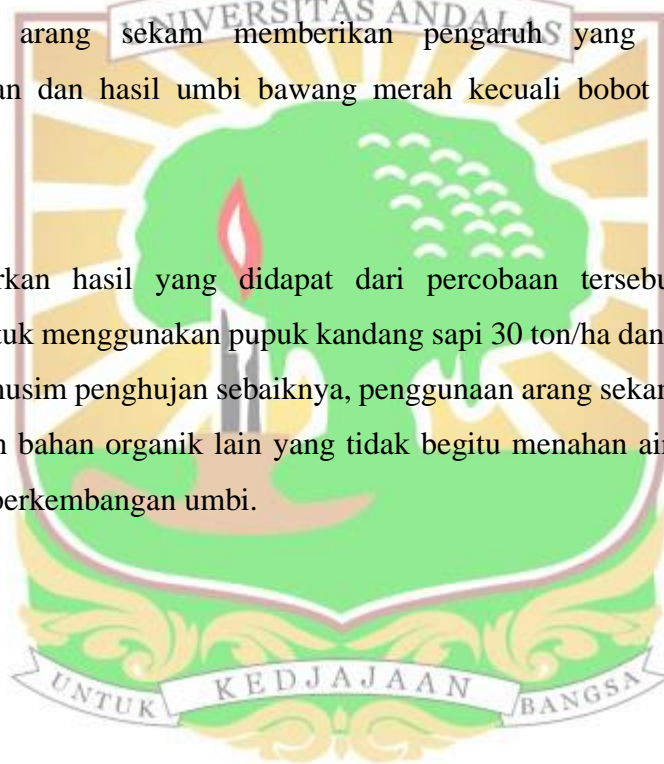 UNIVERSITAS ANDALAS
arang sekam memberikan pengaruh yang
an dan hasil umbi bawang merah kecuali bobot
rkan hasil yang didapat dari percobaan tersebu
tuk menggunakan pupuk kandang sapi 30 ton/ha dan
musim penghujan sebaiknya, penggunaan arang sekam
n bahan organik lain yang tidak begitu menahan air
perkembangan umbi.
UNTUK KEDJAJAAN BANGSA